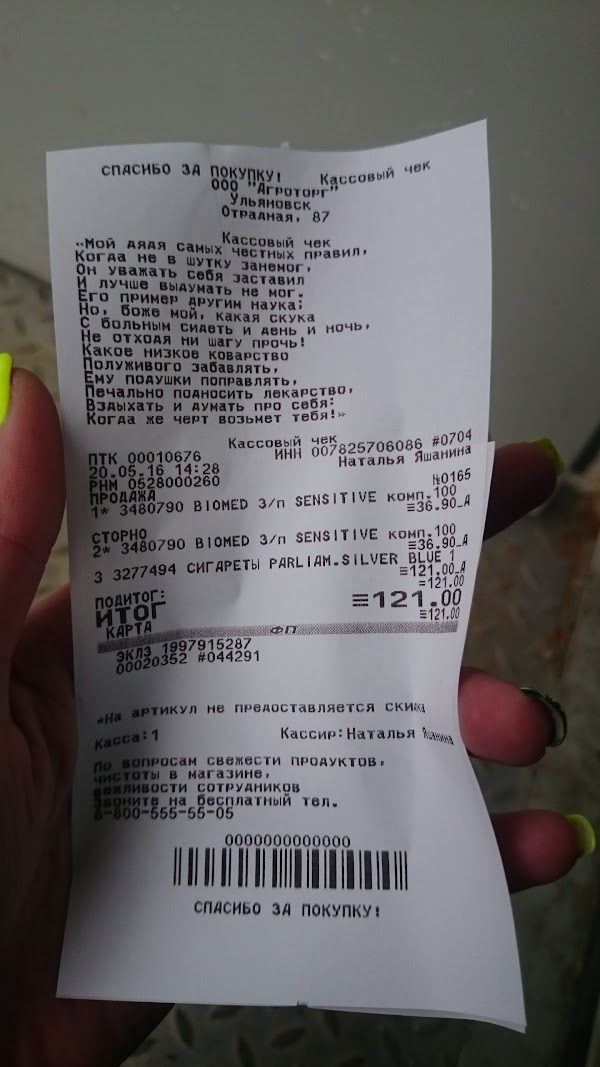 СПАСИБО ЗА ПОКУПКУ! Кассовый чек
ООО "Агроторг"
Ульяновск
Отрадная, 87
Кассовый чек
„Мой дядя самых честных правил,
Когда не в шутку занемог,
Он уважать себя заставил
И лучше выдумать не мог.
Его пример другим наука;
Но, боже мой, какая скука
С больным сидеть и день и ночь,
Не отходя ни шагу прочь!
Какое низкое коварство
Полуживого забавлять,
Ему подушки поправлять,
Печально подносить лекарство,
Вздыхать и думать про себя:
Когда же черт возьмет тебя!»
Кассовый чек
ПТК 00010676 ИНН 007825706086 #0704
20.05.16 14:28 Наталья Яшанина
РНМ 0528000260
ПРОДАЖА №0165
1* 3480790 BIOMED З/п SENSITIVE комп.100
≡36.90_А
СТОРНО
2* 3480790 BIOMED З/п SENSITIVE комп.100
≡36.90_А
3 3277494 СИГАРЕТЫ PARLIAM.SILVER BLUE 1
≡121.00_А
ПОДИТОГ: =121.00
ИТОГ ≡121.00
КАРТА ≡121.00
ФП
ЭКЛЗ 1997915287
00020352 #044291
*На артикул не предоставляется скидка
Касса:1 Кассир:Наталья Яшанина
По вопросам свежести продуктов,
чистоты в магазине,
вежливости сотрудников
Звоните на бесплатный тел.
8-800-555-55-05
0000000000000
СПАСИБО ЗА ПОКУПКУ!